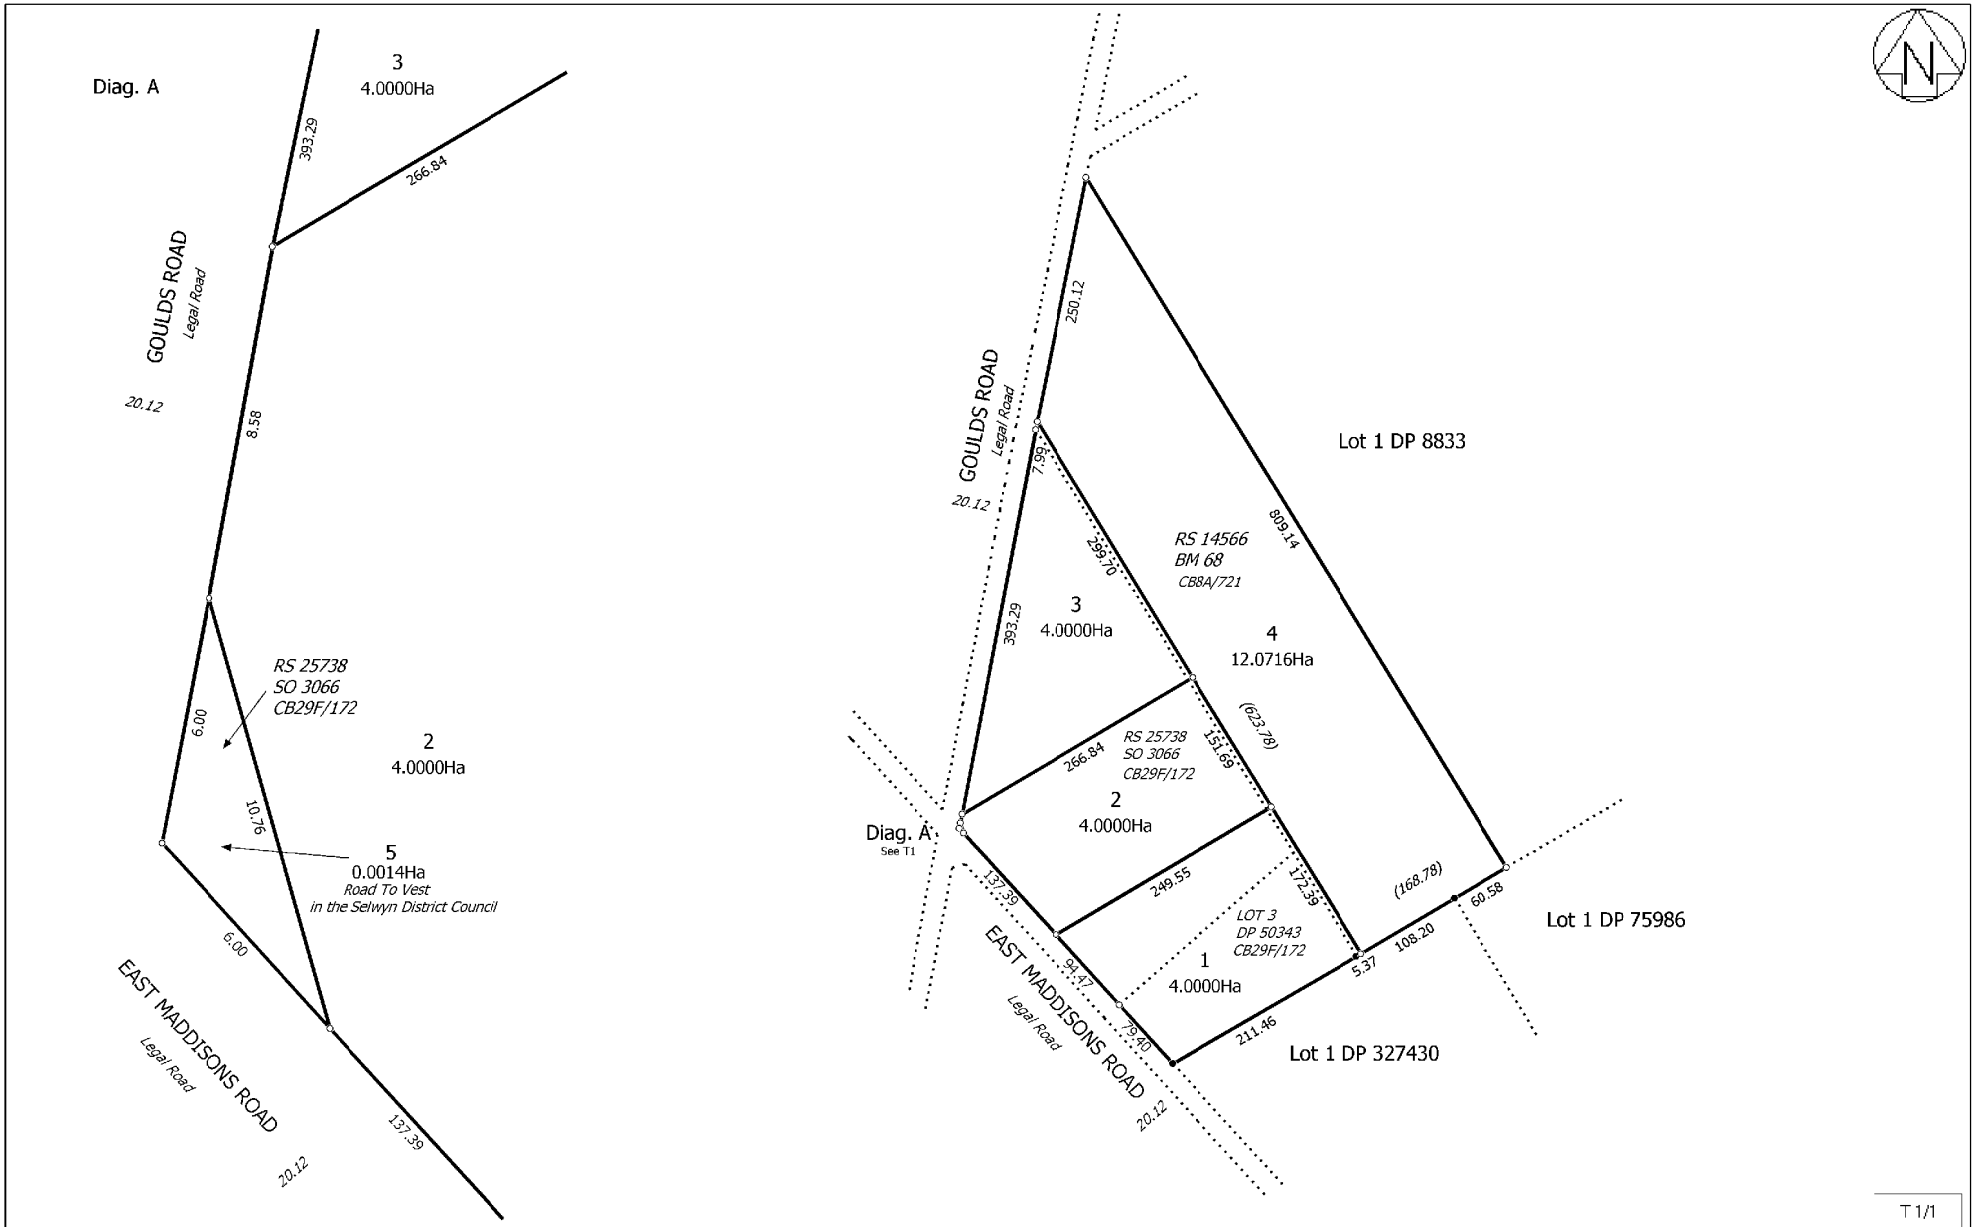 Diag. A
3
4.0000Ha
393.29
266.84
GOULDS ROAD
Legal Road
20.12
8.58
RS 25738
SO 3066
CB29F/172
6.00
2
4.0000Ha
10.76
5
0.0014Ha
Road To Vest
in the Selwyn District Council
6.00
EAST MADDISONS ROAD
Legal Road
20.12
137.39
N
250.12
GOULDS ROAD
Legal Road
20.12
7.99
Lot 1 DP 8833
809.14
299.70
RS 14566
BM 68
CB8A/721
3
4.0000Ha
393.29
4
12.0716Ha
(623.78)
151.69
RS 25738
SO 3066
CB29F/172
266.84
2
4.0000Ha
Diag. A
See T1
137.39
249.55
172.39
(168.78)
60.58
108.20
5.37
Lot 1 DP 75986
LOT 3
DP 50343
CB29F/172
1
4.0000Ha
94.47
79.40
211.46
EAST MADDISONS ROAD
Legal Road
20.12
Lot 1 DP 327430
T 1/1